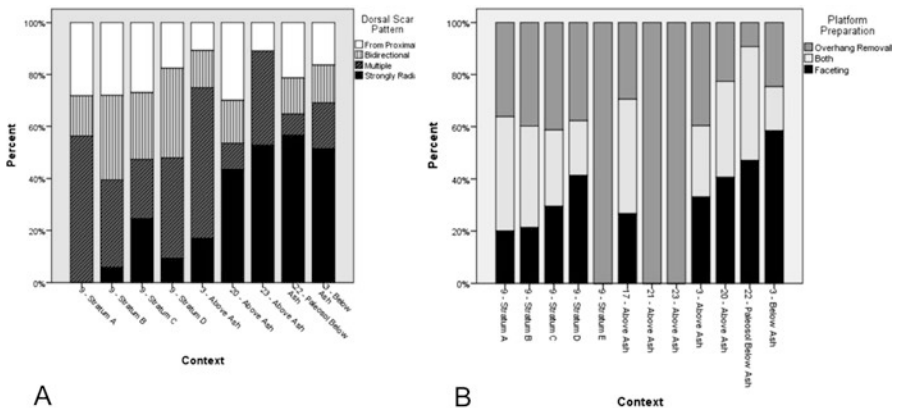 Dorsal Scar
Pattern
From Proxima
Bidirectional
Multiple
Strongly Radi
100%
80%
60%
40%
20%
0%
Percent
9 - Stratum A
9 - Stratum B
9 - Stratum C
9 - Stratum D
3 - Above Ash
20 - Above Ash
23 - Above Ash
22 - Paleosol Below
Ash
3 - Below
Ash
Context
A
Platform
Preparation
Overhang Removal
Both
Faceting
100%
80%
60%
40%
20%
0%
Percent
9 - Stratum A
9 - Stratum B
9 - Stratum C
9 - Stratum D
9 - Stratum E
17 - Above Ash
21 - Above Ash
23 - Above Ash
3 - Above Ash
20 - Above Ash
22 - Paleosol Below Ash
3 - Below Ash
Context
B